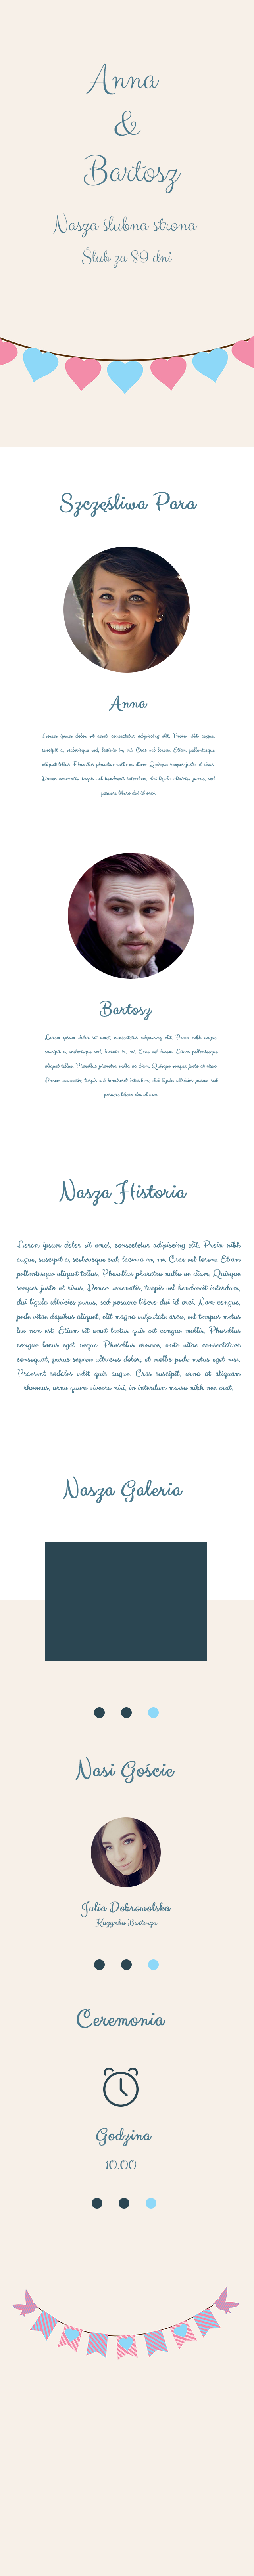 Anna
&
Bartosz
Nasza ślubna strona
Ślub za 89 dni
Szczęśliwa Para
Anna
Lorem ipsum dolor sit amet, consectetur adipiscing elit. Proin nibh augue,
suscipit a, scelerisque sed, lacinia in, mi. Cras vel lorem. Etiam pellentesque
aliquet tellus. Phasellus pharetra nulla ac diam. Quisque semper justo at risus.
Donec venenatis, turpis vel hendrerit interdum, dui ligula ultricies purus, sed
posuere libero dui id orci.
Bartosz
Lorem ipsum dolor sit amet, consectetur adipiscing elit. Proin nibh augue,
suscipit a, scelerisque sed, lacinia in, mi. Cras vel lorem. Etiam pellentesque
aliquet tellus. Phasellus pharetra nulla ac diam. Quisque semper justo at risus.
Donec venenatis, turpis vel hendrerit interdum, dui ligula ultricies purus, sed
posuere libero dui id orci.
Nasza Historia
Lorem ipsum dolor sit amet, consectetur adipiscing elit. Proin nibh
augue, suscipit a, scelerisque sed, lacinia in, mi. Cras vel lorem. Etiam
pellentesque aliquet tellus. Phasellus pharetra nulla ac diam. Quisque
semper justo at risus. Donec venenatis, turpis vel hendrerit interdum,
dui ligula ultricies purus, sed posuere libero dui id orci. Nam congue,
pede vitae dapibus aliquet, elit magna vulputate arcu, vel tempus metus
leo non est. Etiam sit amet lectus quis est congue mollis. Phasellus
congue lacus eget neque. Phasellus ornare, ante vitae consectetuer
consequat, purus sapien ultricies dolor, et mollis pede metus eget nisi.
Praesent sodales velit quis augue. Cras suscipit, urna at aliquam
rhoncus, urna quam viverra nisi, in interdum massa nibh nec erat.
Nasza Galeria
Nasi Goście
Julia Dobrowolska
Kuzynka Bartosza
Ceremonia
Godzina
10.00